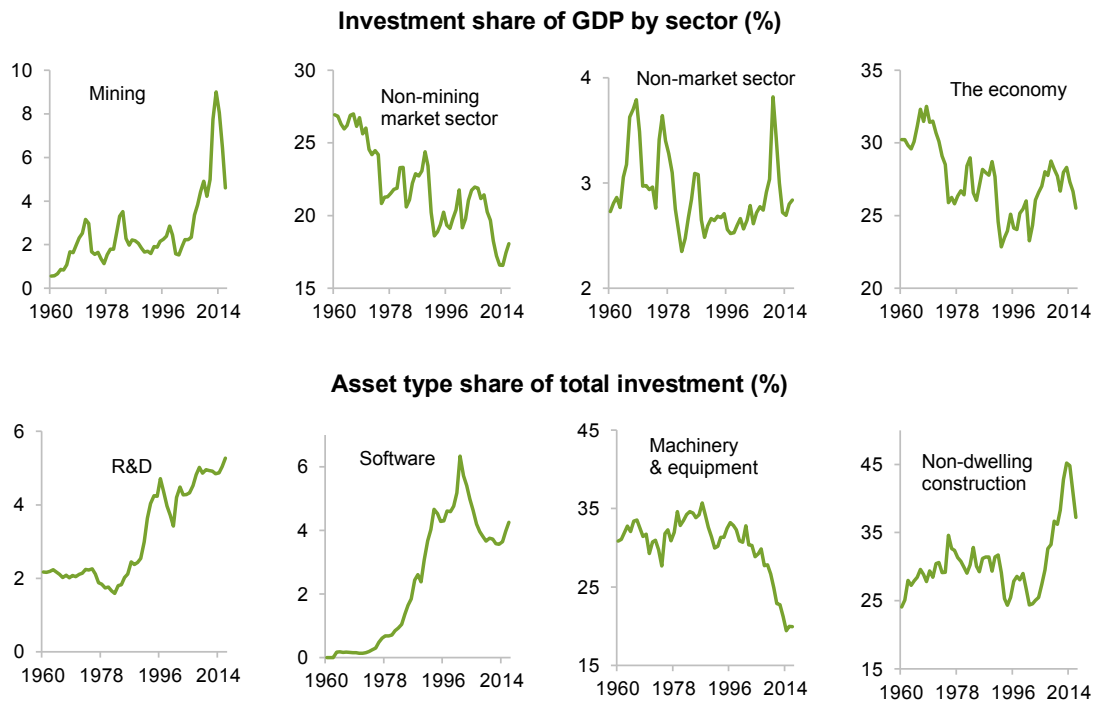 Investment share of GDP by sector (%)
10
8
6
4
2
0
Mining
1960 1978 1996 2014
30
25
20
15
Non-mining
market sector
1960 1978 1996 2014
4
3
2
Non-market sector
1960 1978 1996 2014
35
30
25
20
The economy
1960 1978 1996 2014
Asset type share of total investment (%)
6
4
2
0
R&D
1960 1978 1996 2014
6
4
2
0
Software
1960 1978 1996 2014
45
35
25
15
Machinery
& equipment
1960 1978 1996 2014
45
35
25
15
Non-dwelling
construction
1960 1978 1996 2014